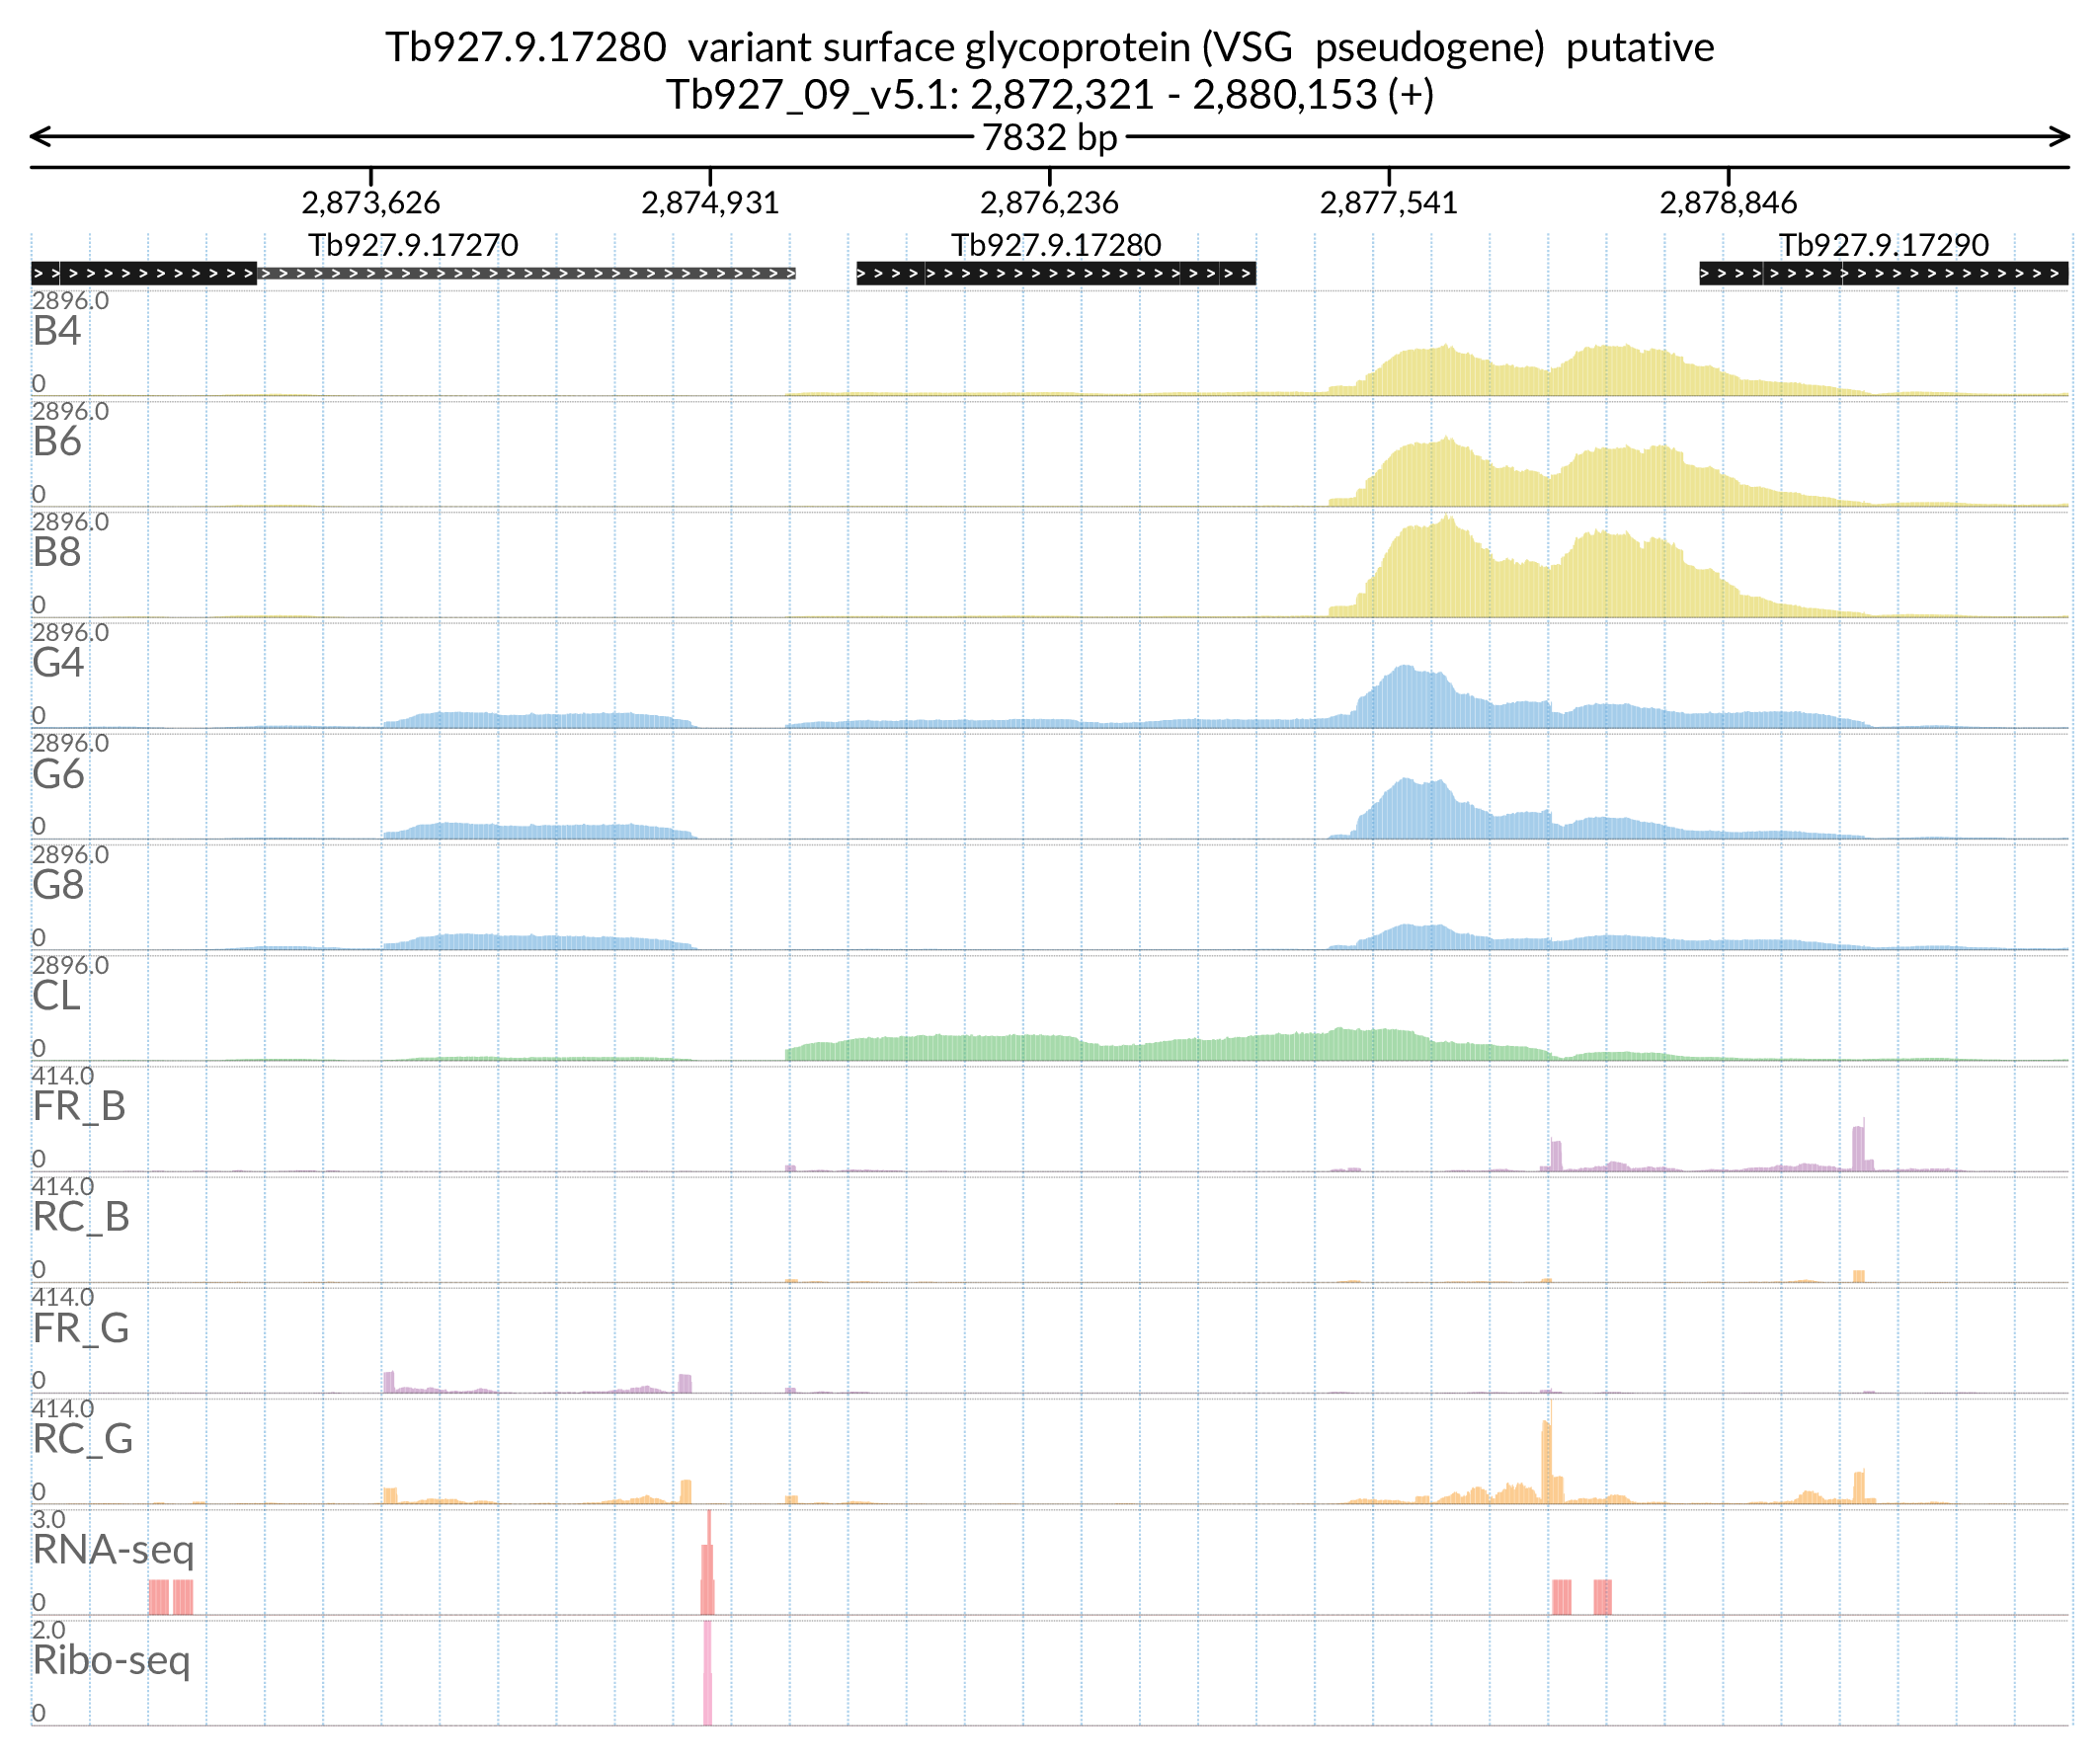 Tb927.9.17280  variant surface glycoprotein (VSG  pseudogene)  putative
Tb927_09_v5.1: 2,872,321 - 2,880,153 (+)
7832 bp
2,873,626 2,874,931 2,876,236 2,877,541 2,878,846
Tb927.9.17270 Tb927.9.17280 Tb927.9.17290
2896.0
B4
0
2896.0
B6
0
2896.0
B8
0
2896.0
G4
0
2896.0
G6
0
2896.0
G8
0
2896.0
CL
0
414.0
FR_B
0
414.0
RC_B
0
414.0
FR_G
0
414.0
RC_G
0
3.0
RNA-seq
0
2.0
Ribo-seq
0